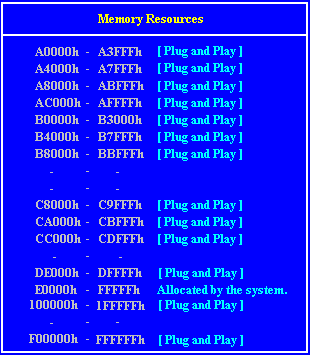 Memory Resources
A0000h - A3FFFh [ Plug and Play ]
A4000h - A7FFFh [ Plug and Play ]
A8000h - ABFFFh [ Plug and Play ]
AC000h - AFFFFh [ Plug and Play ]
B0000h - B3000h [ Plug and Play ]
B4000h - B7FFFh [ Plug and Play ]
B8000h - BBFFFh [ Plug and Play ]
- - -
- - -
C8000h - C9FFFh [ Plug and Play ]
CA000h - CBFFFh [ Plug and Play ]
CC000h - CDFFFh [ Plug and Play ]
- - -
DE000h - DFFFFh [ Plug and Play ]
E0000h - FFFFFh Allocated by the system.
100000h - 1FFFFFh [ Plug and Play ]
- - -
F00000h - FFFFFFh [ Plug and Play ]